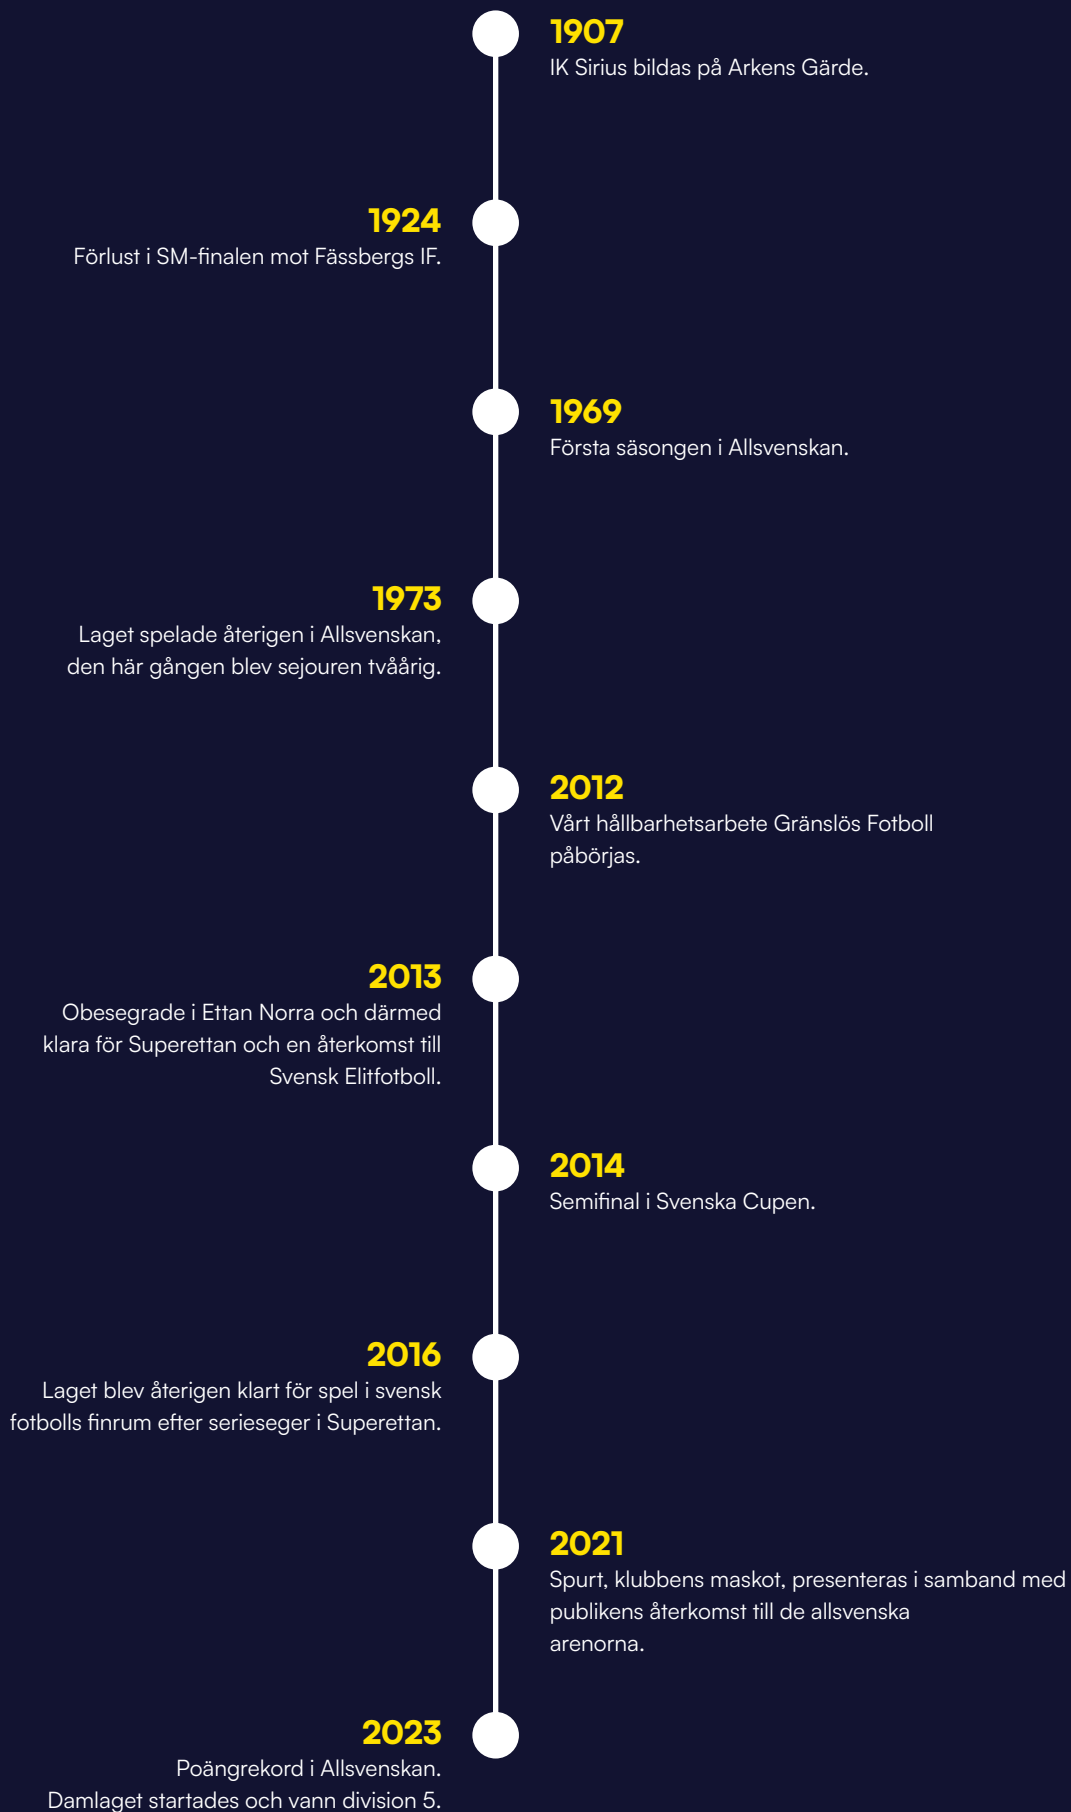 1907
IK Sirius bildas på Arkens Gärde.
1924
Förlust i SM-finalen mot Fässbergs IF.
1969
Första säsongen i Allsvenskan.
1973
Laget spelade återigen i Allsvenskan,
den här gången blev sejouren tvåårig.
2012
Vårt hållbarhetsarbete Gränslös Fotboll
påbörjas.
2013
Obesegrade i Ettan Norra och därmed
klara för Superettan och en återkomst till
Svensk Elitfotboll.
2014
Semifinal i Svenska Cupen.
2016
Laget blev återigen klart för spel i svensk
fotbolls finrum efter serieseger i Superettan.
2021
Spurt, klubbens maskot, presenteras i samband med
publikens återkomst till de allsvenska
arenorna.
2023
Poängrekord i Allsvenskan.
Damlaget startades och vann division 5.